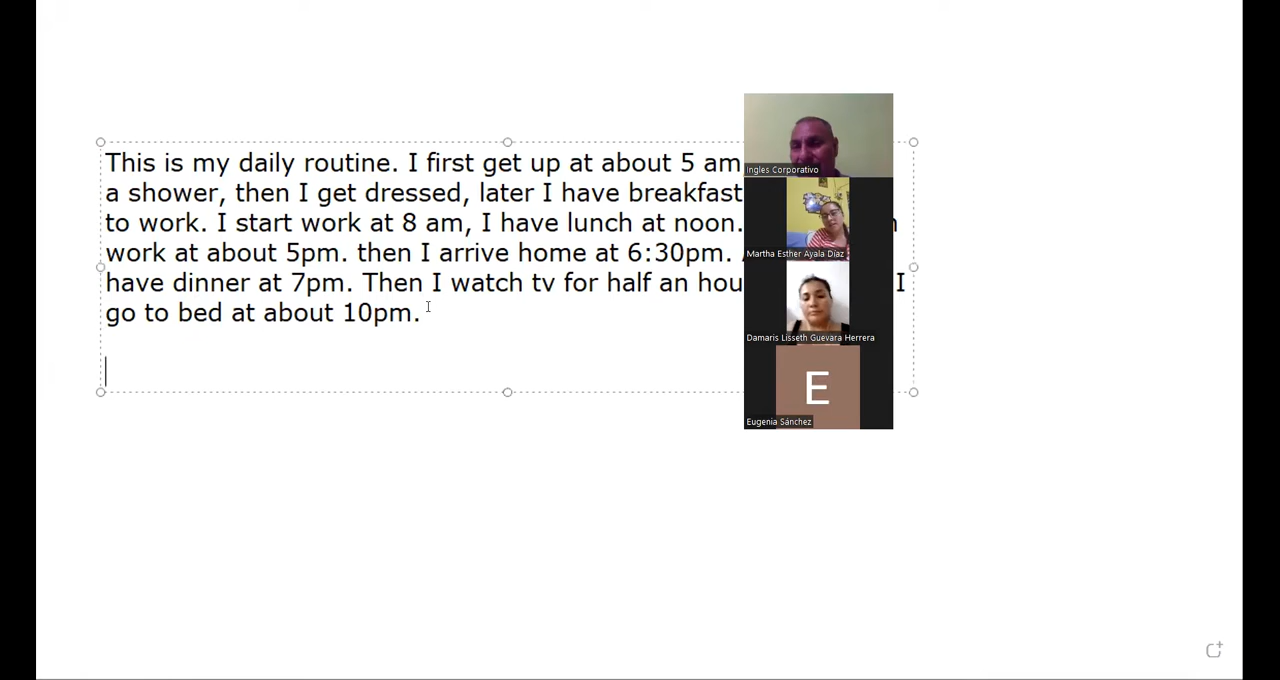 This is my daily routine. I first get up at about 5 am
a shower, then I get dressed, later I have breakfast
to work. I start work at 8 am, I have lunch at noon.
work at about 5pm. then I arrive home at 6:30pm.
have dinner at 7pm. Then I watch tv for half an hou I
go to bed at about 10pm.
Ingles Corporativo
Martha Esther Ayala Díaz
Damaris Lisseth Guevara Herrera
E
Eugenia Sánchez